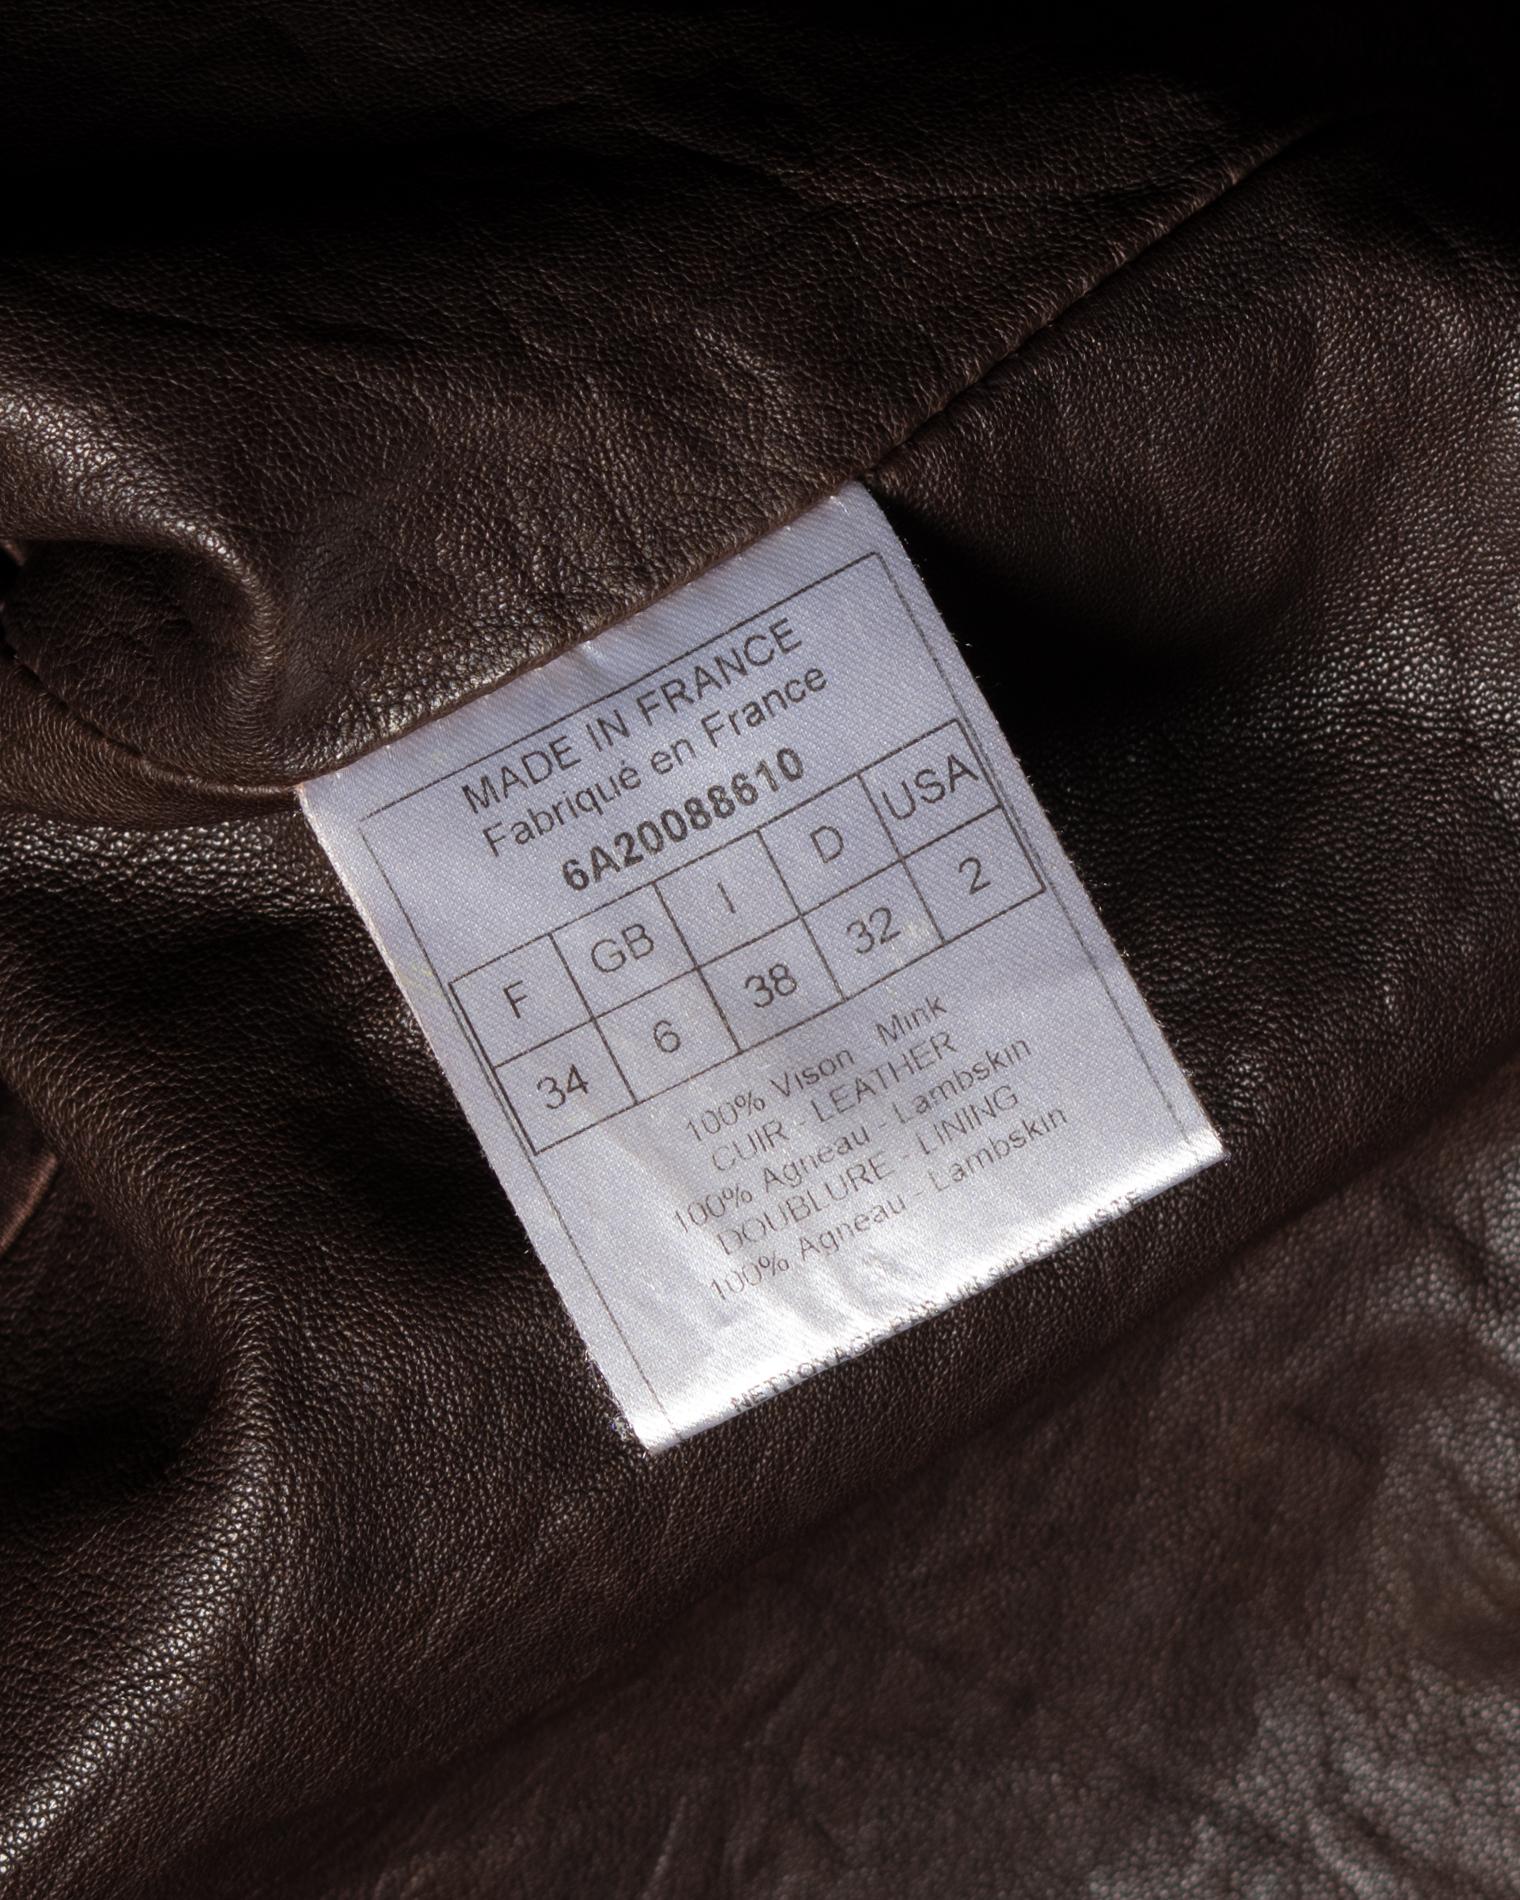 MADE IN FRANCE
Fabriqué en France
6A20088610
F GB I D USA
34 6 38 32 2
100% Vison Mink
CUIR - LEATHER
100% Agneau - Lambskin
DOUBLURE - LINING
100% Agneau - Lambskin
SPECIALISTE